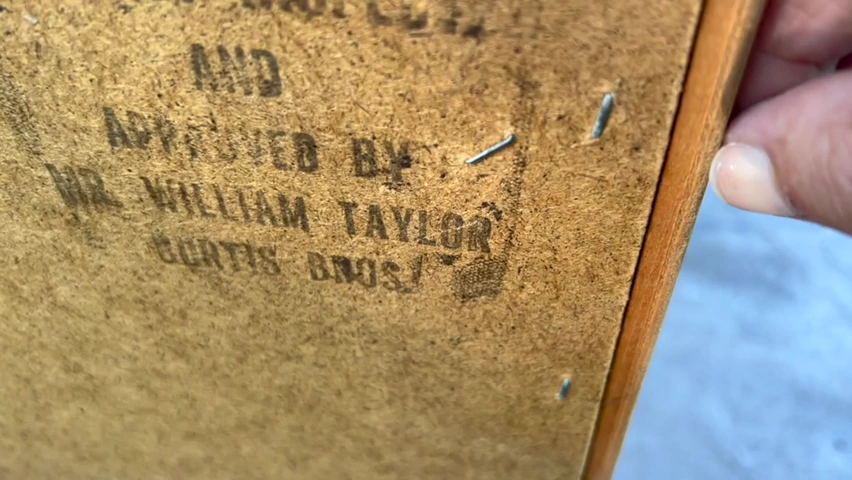 AND
APPROVED BY
MR. WILLIAM TAYLOR
CURTIS BROS.